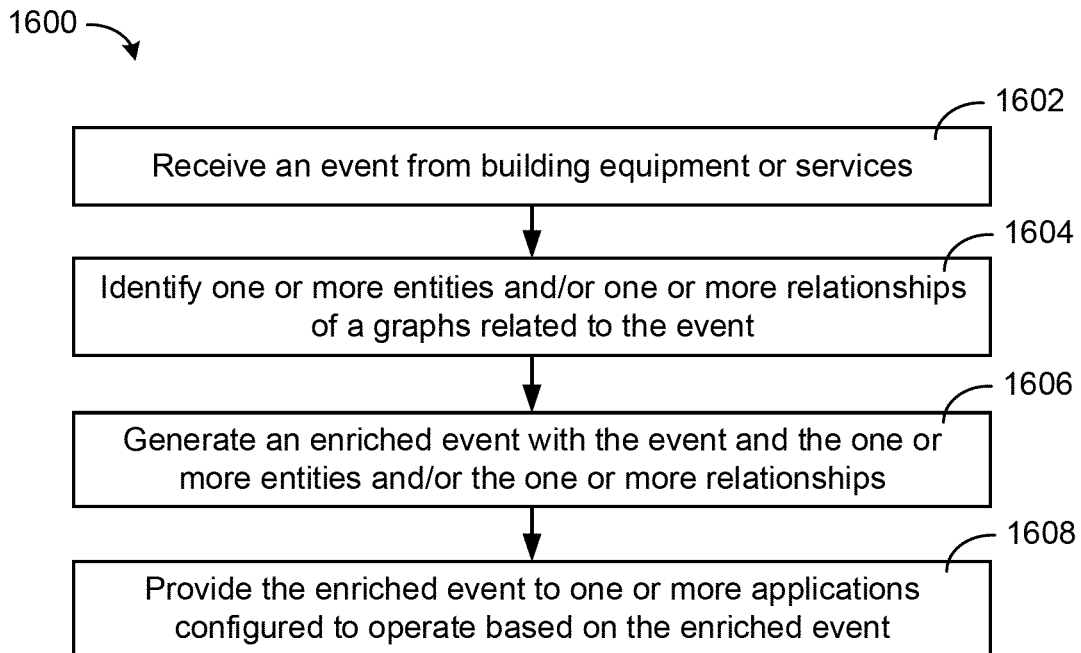 1600
1602
Receive an event from building equipment or services
1604
Identify one or more entities and/or one or more relationships
of a graphs related to the event
1606
Generate an enriched event with the event and the one or
more entities and/or the one or more relationships
1608
Provide the enriched event to one or more applications
configured to operate based on the enriched event